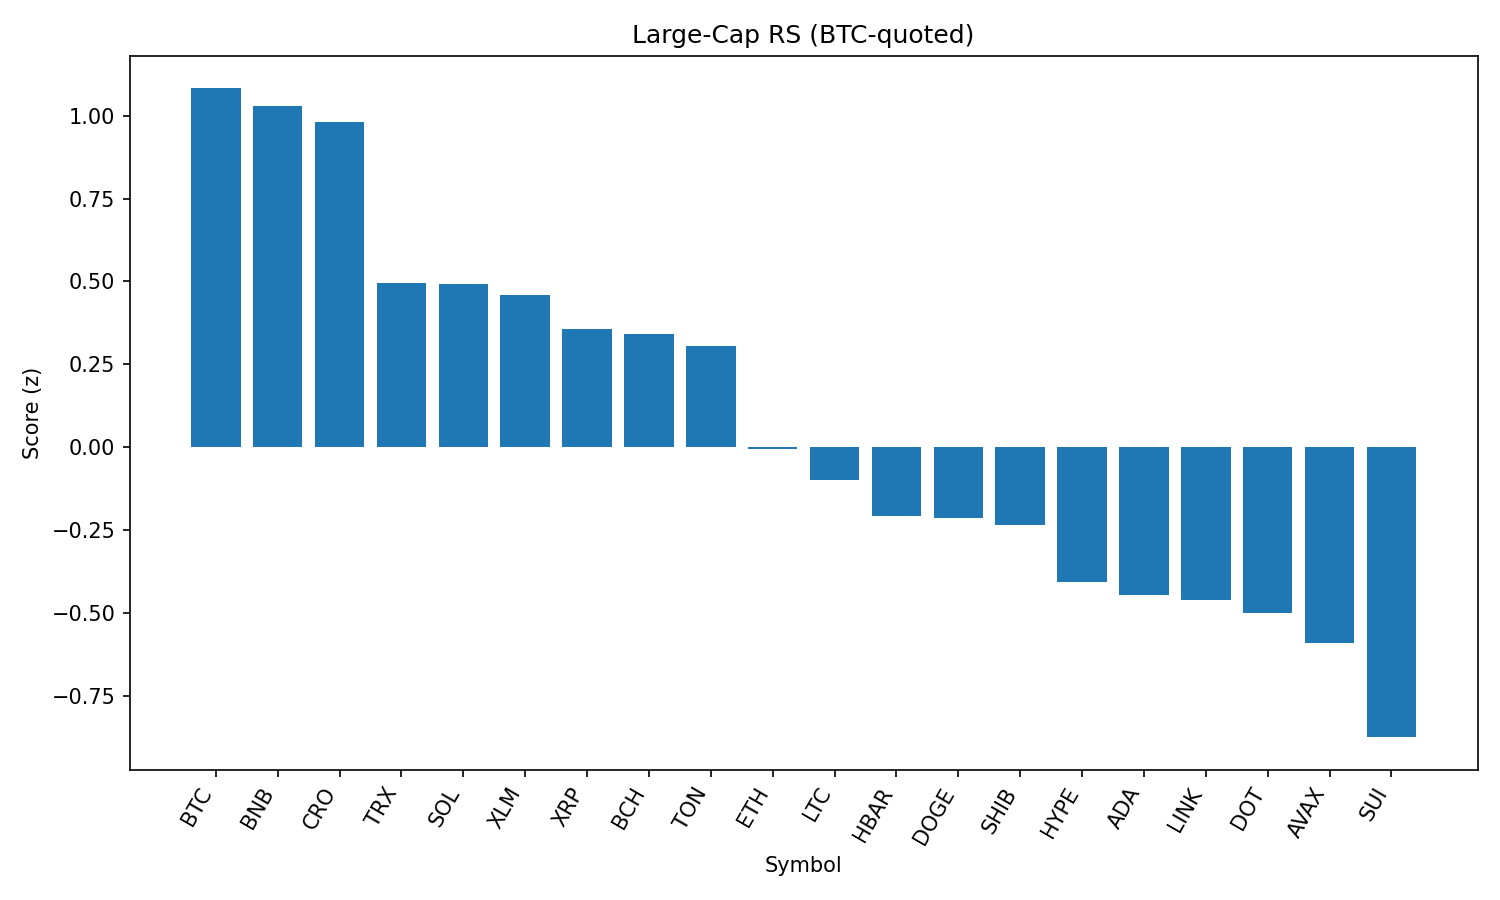 Large-Cap RS (BTC-quoted)
Score (z)
1.00
0.75
0.50
0.25
0.00
−0.25
−0.50
−0.75
BTC
BNB
CRO
TRX
SOL
XLM
XRP
BCH
TON
ETH
LTC
HBAR
DOGE
SHIB
HYPE
ADA
LINK
DOT
AVAX
SUI
Symbol